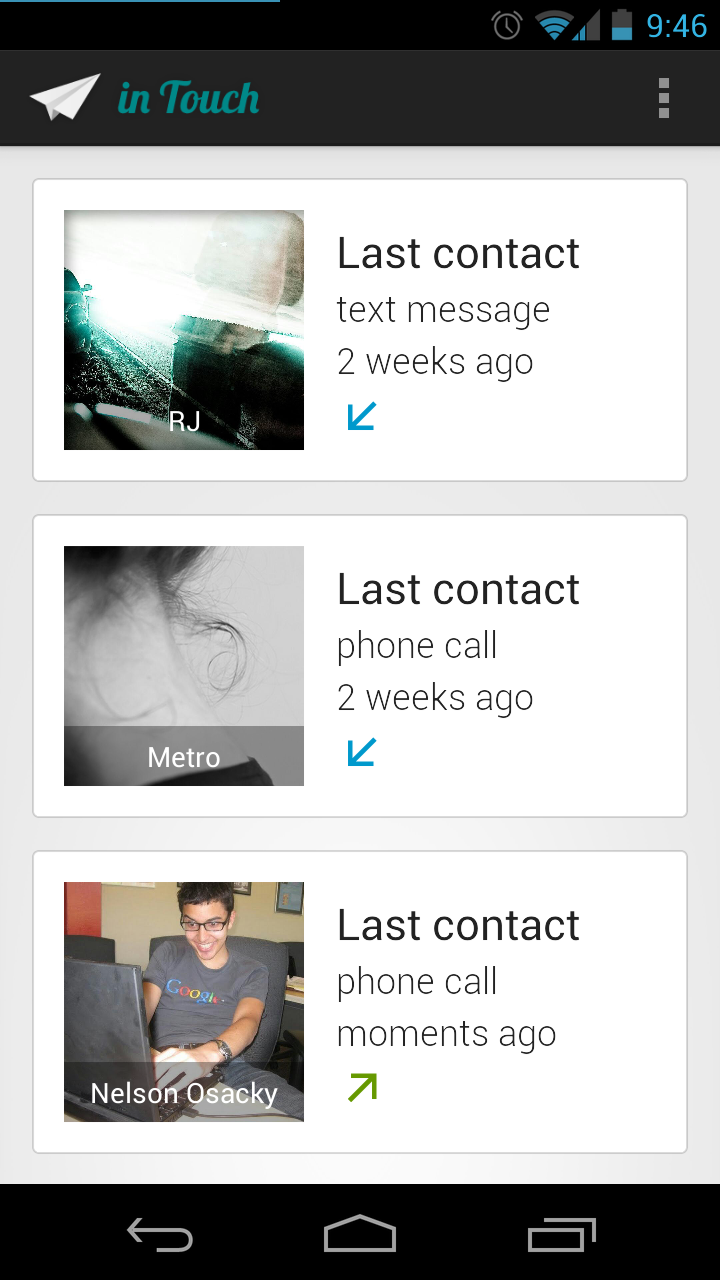 9:46
in Touch
Last contact
text message
2 weeks ago
RJ
Last contact
phone call
2 weeks ago
Metro
Last contact
phone call
moments ago
Google
Nelson Osacky